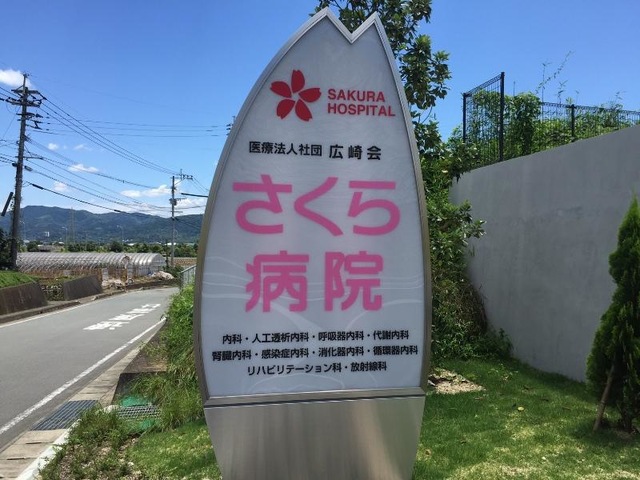 SAKURA
HOSPITAL
医療法人社団 広崎会
さくら
病院
内科・人工透析内科・呼吸器内科・代謝内科
腎臓内科・感染症内科・消化器内科・循環器内科
リハビリテーション科・放射線科